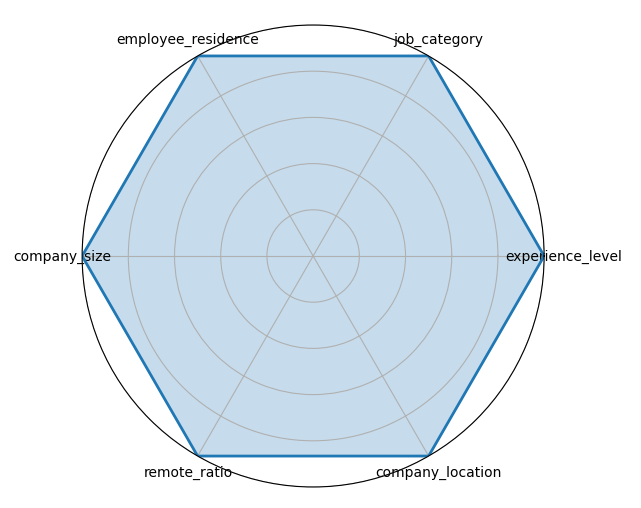 employee_residence
job_category
company_size
experience_level
remote_ratio
company_location